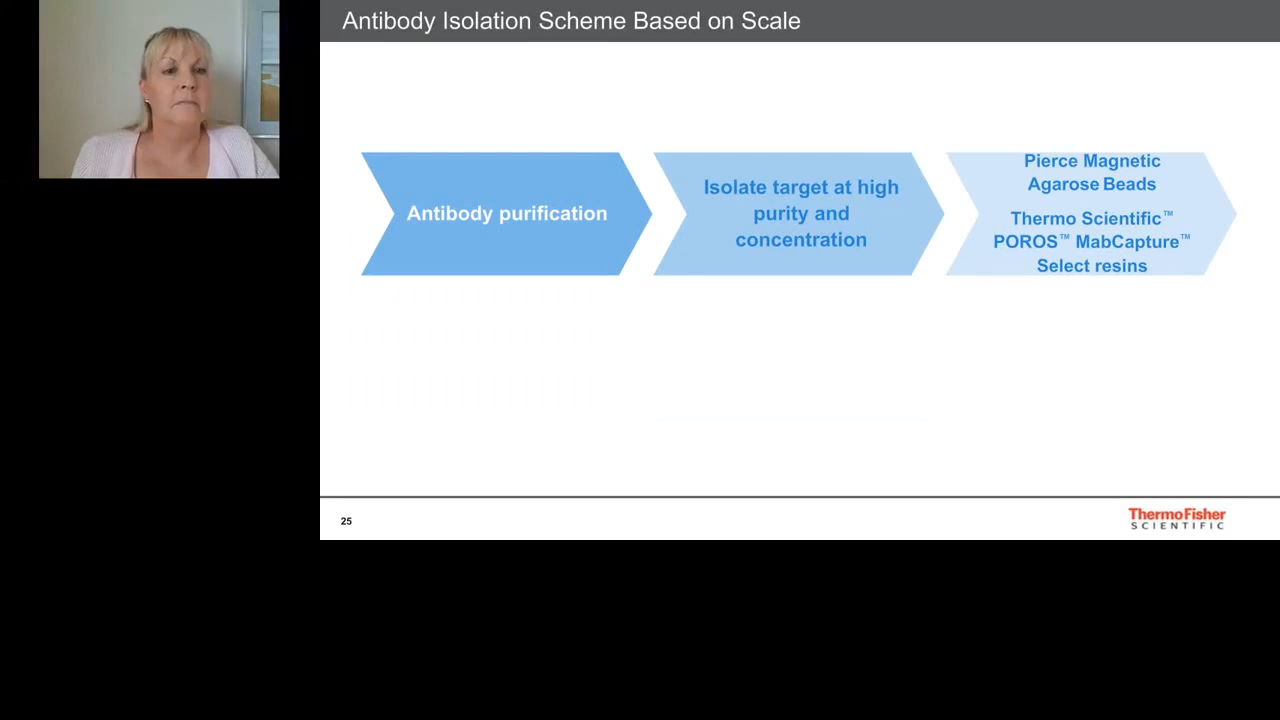 Antibody Isolation Scheme Based on Scale
Antibody purification
Isolate target at high
purity and
concentration
Pierce Magnetic
Agarose Beads
Thermo Scientific™
POROS™ MabCapture™
Select resins
25
ThermoFisher
SCIENTIFIC